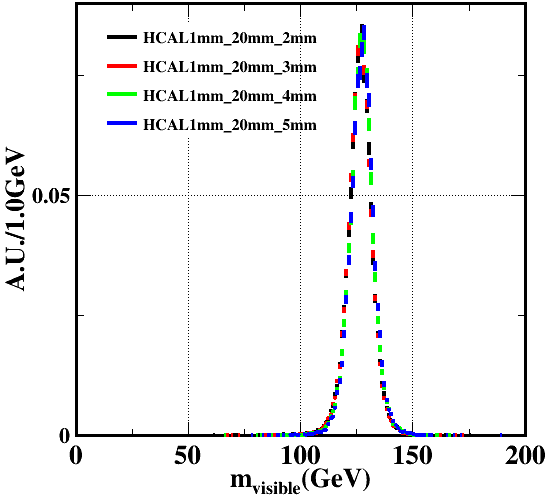 HCAL1mm_20mm_2mm
HCAL1mm_20mm_3mm
HCAL1mm_20mm_4mm
HCAL1mm_20mm_5mm
A.U./1.0GeV
0.05
0
0 50 100 150 200
m_visible(GeV)